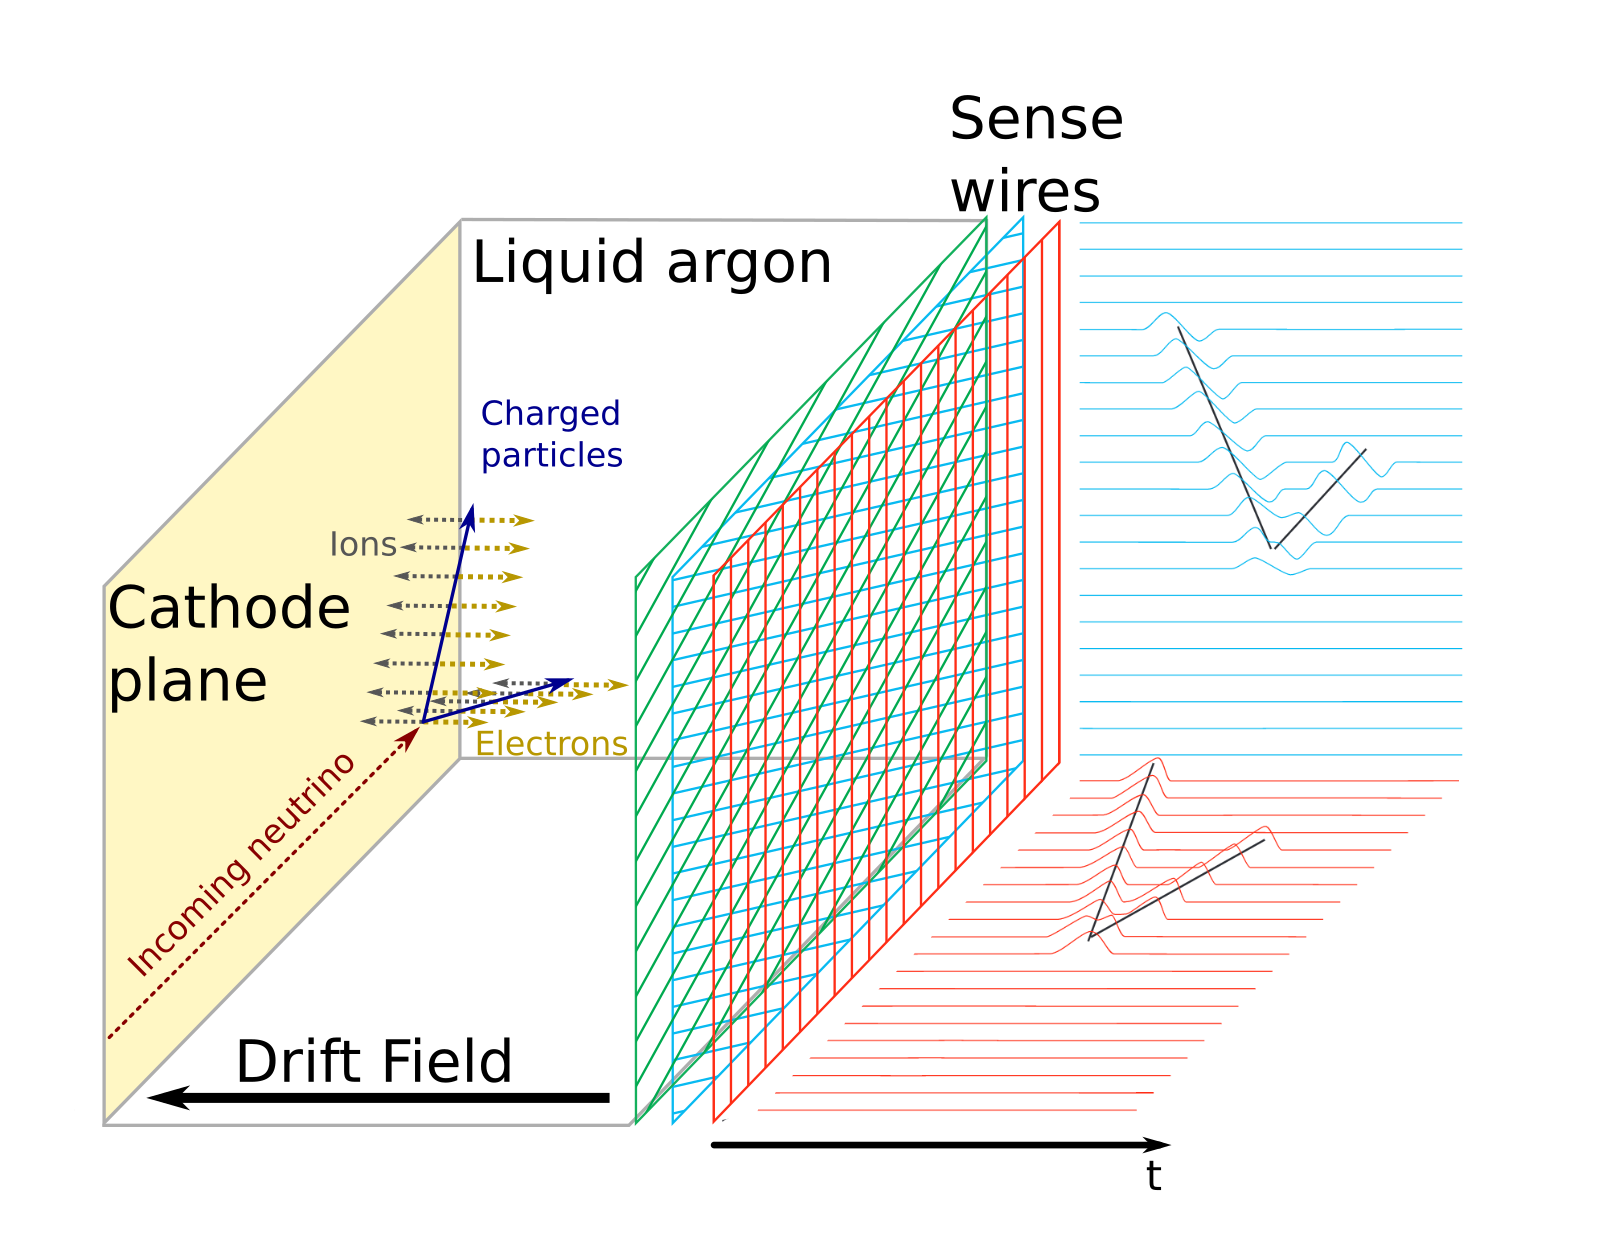 Sense
wires
Liquid argon
Charged
particles
Ions
Cathode
plane
Electrons
Incoming neutrino
Drift Field
t